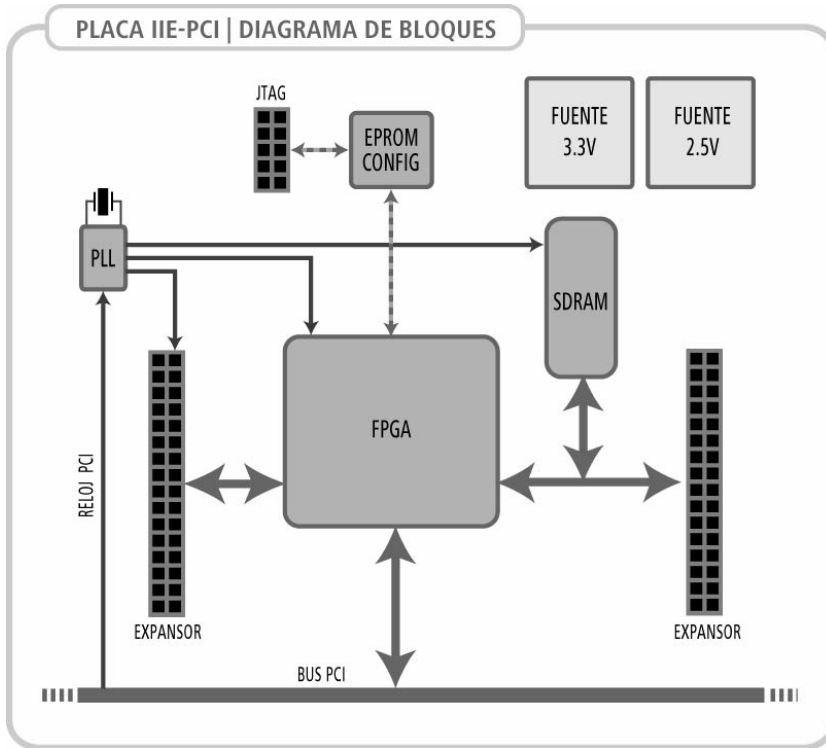 PLACA IIE-PCI | DIAGRAMA DE BLOQUES
JTAG
EPROM
CONFIG
FUENTE
3.3V
FUENTE
2.5V
PLL
SDRAM
FPGA
RELOJ PCI
EXPANSOR
EXPANSOR
BUS PCI